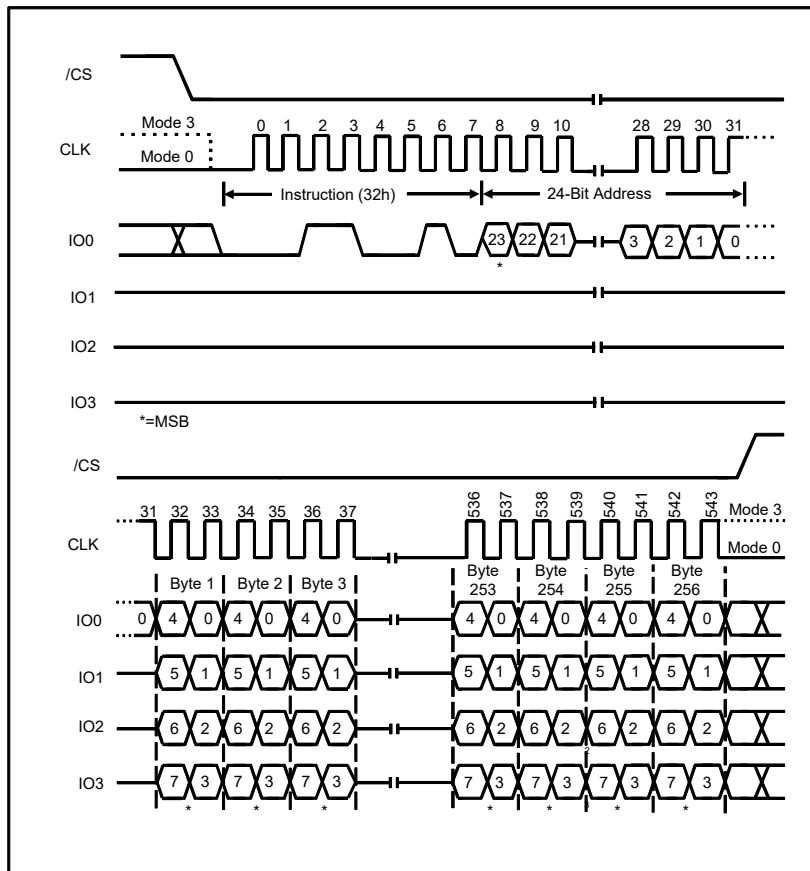 /CS
Mode 3
0 1 2 3 4 5 6 7 8 9 10 28 29 30 31
CLK
Mode 0
Instruction (32h) 24-Bit Address
IO0 23 22 21 3 2 1 0
*
IO1
IO2
IO3
*=MSB
/CS
31 32 33 34 35 36 37 536 537 538 539 540 541 542 543 Mode 3
CLK
Mode 0
Byte 1 Byte 2 Byte 3 Byte 253 Byte 254 Byte 255 Byte 256
IO0 0 4 0 4 0 4 0 4 0 4 0 4 0 4 0
IO1 5 1 5 1 5 1 5 1 5 1 5 1 5 1
IO2 6 2 6 2 6 2 6 2 6 2 6 2 6 2
IO3 7 3 7 3 7 3 7 3 7 3 7 3 7 3
* * * * * * *